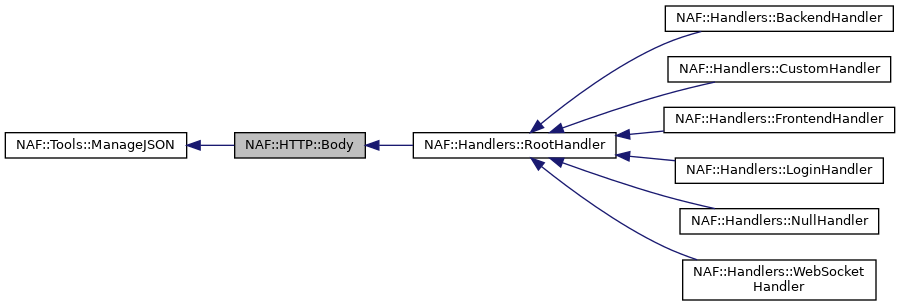 NAF::Handlers::BackendHandler
NAF::Handlers::CustomHandler
NAF::Handlers::FrontendHandler
NAF::Tools::ManageJSON
NAF::HTTP::Body
NAF::Handlers::RootHandler
NAF::Handlers::LoginHandler
NAF::Handlers::NullHandler
NAF::Handlers::WebSocket
Handler